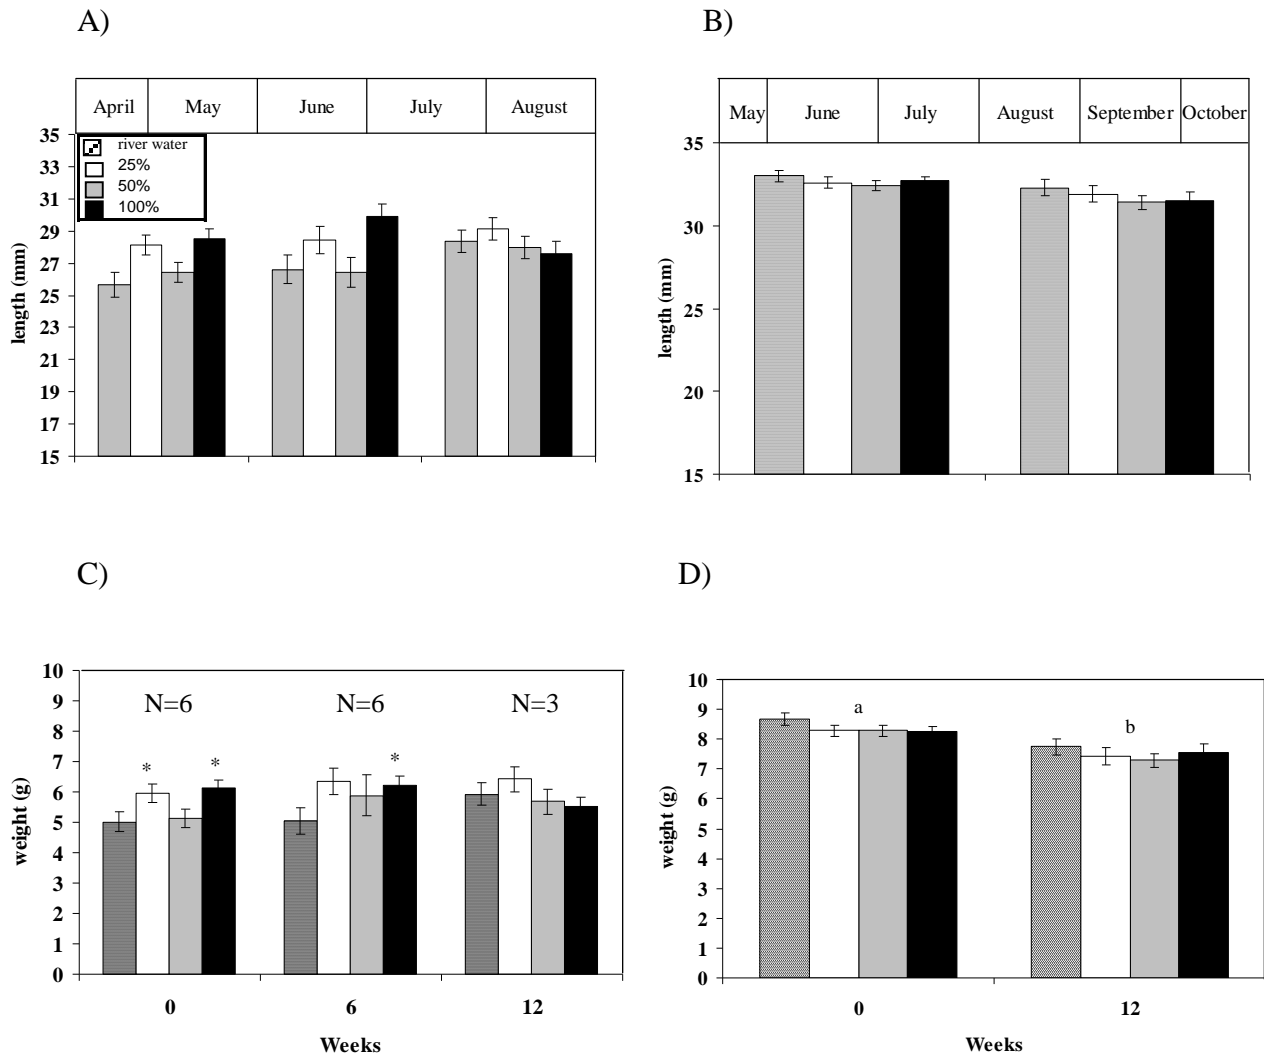 A)
B)
April May June July August
May June July August September October
35
33
31
29
27
25
23
21
19
17
15
length (mm)
river water
25%
50%
100%
35
30
25
20
15
length (mm)
C)
D)
10
9
8
7
6
5
4
3
2
1
0
weight (g)
N=6 N=6 N=3
* * *
0 6 12
Weeks
10
9
8
7
6
5
4
3
2
1
0
weight (g)
a
b
0 12
Weeks